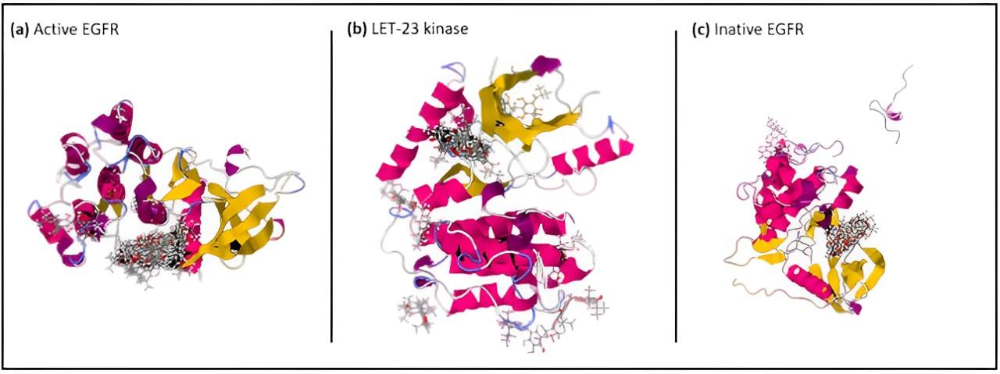 (a) Active EGFR
(b) LET-23 kinase
(c) Inative EGFR